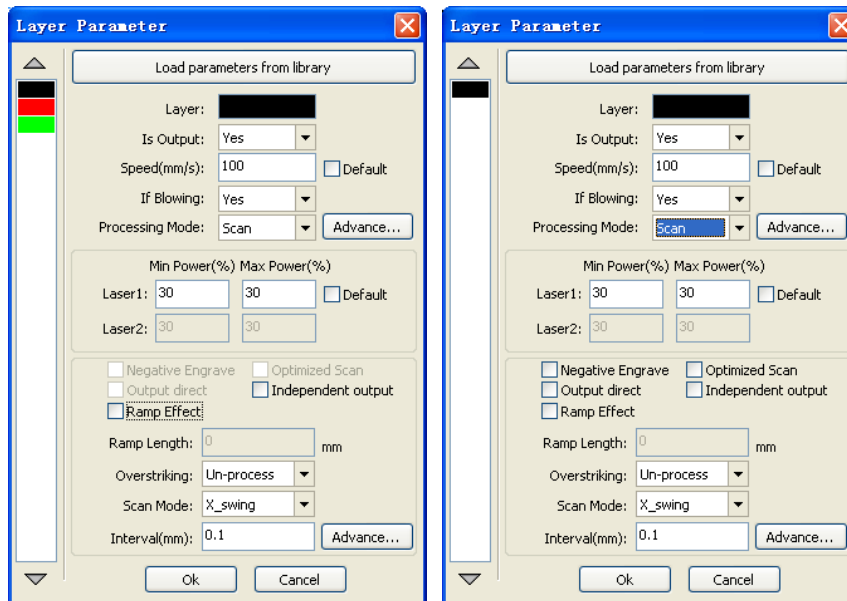 Layer Parameter
Load parameters from library
Layer:
Is Output: Yes
Speed(mm/s): 100 Default
If Blowing: Yes
Processing Mode: Scan Advance...
Min Power(%) Max Power(%)
Laser1: 30 30 Default
Laser2: 30 30
Negative Engrave Optimized Scan
Output direct Independent output
Ramp Effect
Ramp Length: 0 mm
Overstriking: Un-process
Scan Mode: X_swing
Interval(mm): 0.1 Advance...
Ok Cancel
Layer Parameter
Load parameters from library
Layer:
Is Output: Yes
Speed(mm/s): 100 Default
If Blowing: Yes
Processing Mode: Scan Advance...
Min Power(%) Max Power(%)
Laser1: 30 30 Default
Laser2: 30 30
Negative Engrave Optimized Scan
Output direct Independent output
Ramp Effect
Ramp Length: 0 mm
Overstriking: Un-process
Scan Mode: X_swing
Interval(mm): 0.1 Advance...
Ok Cancel